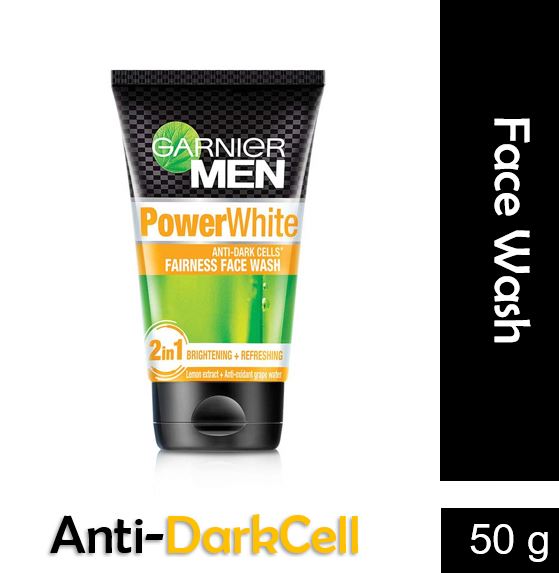 GARNIER
MEN
PowerWhite
ANTI-DARK CELLS*
FAIRNESS FACE WASH
2in1 BRIGHTENING + REFRESHING
Lemon extract + Anti-oxidant grape water
Anti-DarkCell
Face Wash
50 g